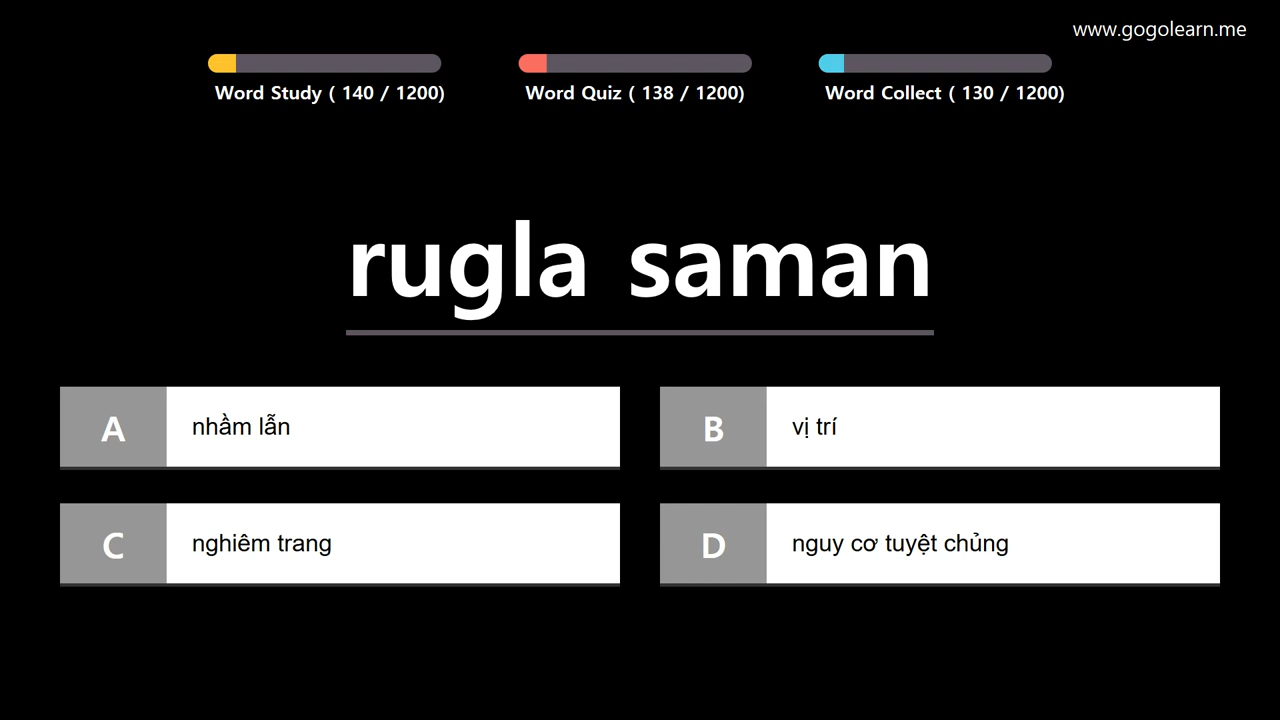 www.gogolearn.me
Word Study ( 140 / 1200)
Word Quiz ( 138 / 1200)
Word Collect ( 130 / 1200)
rugla saman
A
nhầm lẫn
B
vị trí
C
nghiêm trang
D
nguy cơ tuyệt chủng